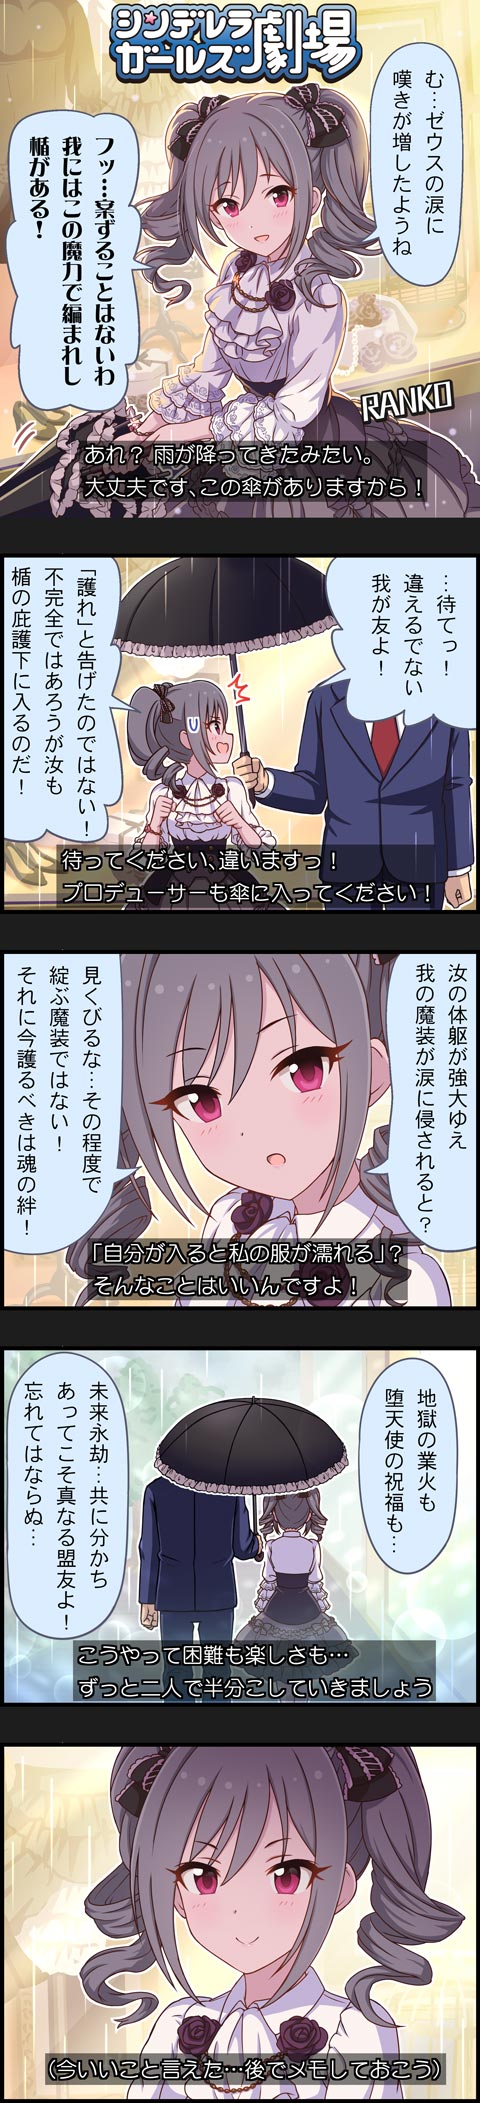 シンデレラ
ガールズ劇場
む…ゼウスの涙に
嘆きが増したようね
フッ…案ずることはないわ
我にはこの魔力で編まれし
楯がある！
RANKO
あれ？ 雨が降ってきたみたい。
大丈夫です、この傘がありますから！
…待てっ！
違えるでない
我が友よ！
「護れ」と告げたのではない！
不完全ではあろうが汝も
楯の庇護下に入るのだ！
待ってください、違いますっ！
プロデューサーも傘に入ってください！
汝の体躯が強大ゆえ
我の魔装が涙に侵されると？
見くびるな…その程度で
綻ぶ魔装ではない！
それに今護るべきは魂の絆！
「自分が入ると私の服が濡れる」？
そんなことはいいんですよ！
地獄の業火も
堕天使の祝福も…
未来永劫…共に分かち
あってこそ真なる盟友よ！
忘れてはならぬ…
こうやって困難も楽しさも…
ずっと二人で半分こしていきましょう
（今いいこと言えた…後でメモしておこう）